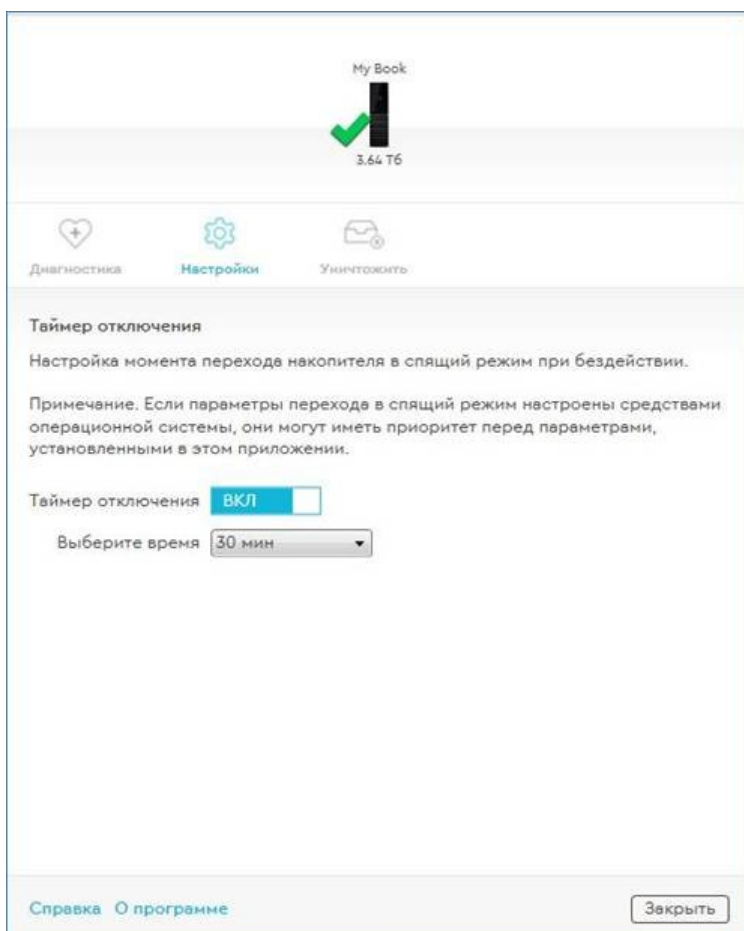 My Book
3.64 Тб
Диагностика
Настройки
Уничтожить
Таймер отключения
Настройка момента перехода накопителя в спящий режим при бездействии.
Примечание. Если параметры перехода в спящий режим настроены средствами
операционной системы, они могут иметь приоритет перед параметрами,
установленными в этом приложении.
Таймер отключения ВКЛ
Выберите время 30 мин
Справка О программе Закрыть